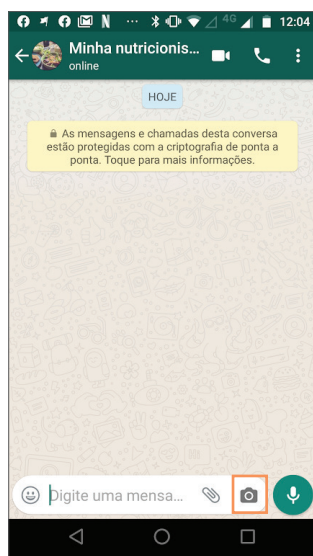 4G 12:04
Minha nutricionis...
online
HOJE
As mensagens e chamadas desta conversa
estão protegidas com a criptografia de ponta a
ponta. Toque para mais informações.
Digite uma mensa...